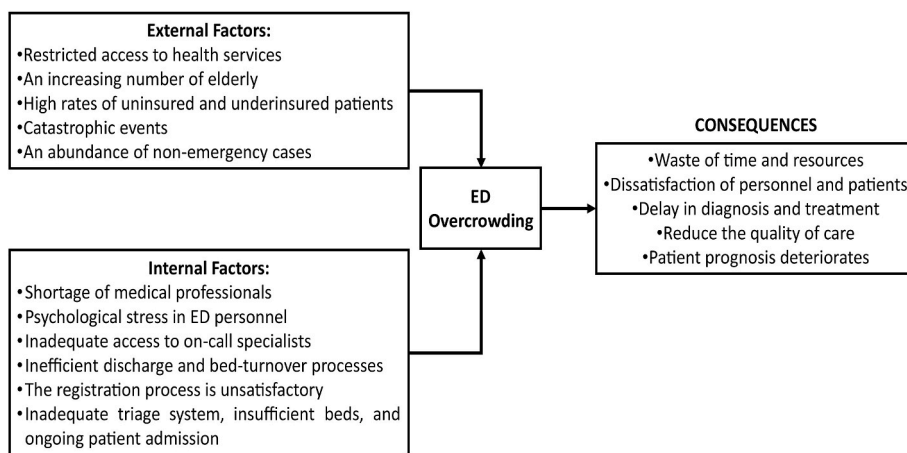 External Factors:
•Restricted access to health services
•An increasing number of elderly
•High rates of uninsured and underinsured patients
•Catastrophic events
•An abundance of non-emergency cases
CONSEQUENCES
•Waste of time and resources
•Dissatisfaction of personnel and patients
•Delay in diagnosis and treatment
•Reduce the quality of care
•Patient prognosis deteriorates
ED
Overcrowding
Internal Factors:
•Shortage of medical professionals
•Psychological stress in ED personnel
•Inadequate access to on-call specialists
•Inefficient discharge and bed-turnover processes
•The registration process is unsatisfactory
•Inadequate triage system, insufficient beds, and
ongoing patient admission